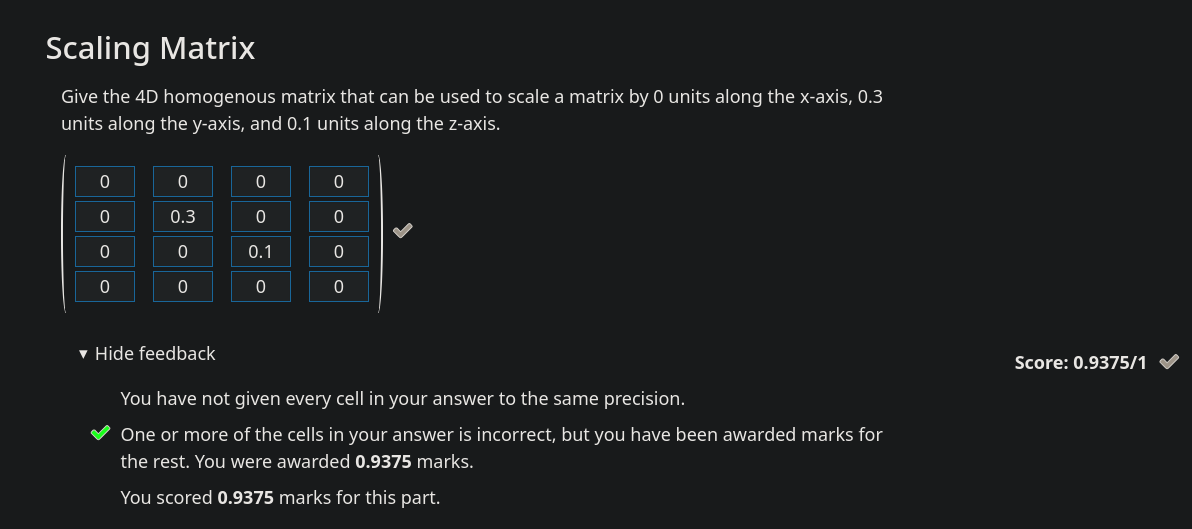 Scaling Matrix
Give the 4D homogenous matrix that can be used to scale a matrix by 0 units along the x-axis, 0.3
units along the y-axis, and 0.1 units along the z-axis.
0 0 0 0
0 0.3 0 0
0 0 0.1 0
0 0 0 0
▾ Hide feedback
Score: 0.9375/1
You have not given every cell in your answer to the same precision.
One or more of the cells in your answer is incorrect, but you have been awarded marks for
the rest. You were awarded 0.9375 marks.
You scored 0.9375 marks for this part.